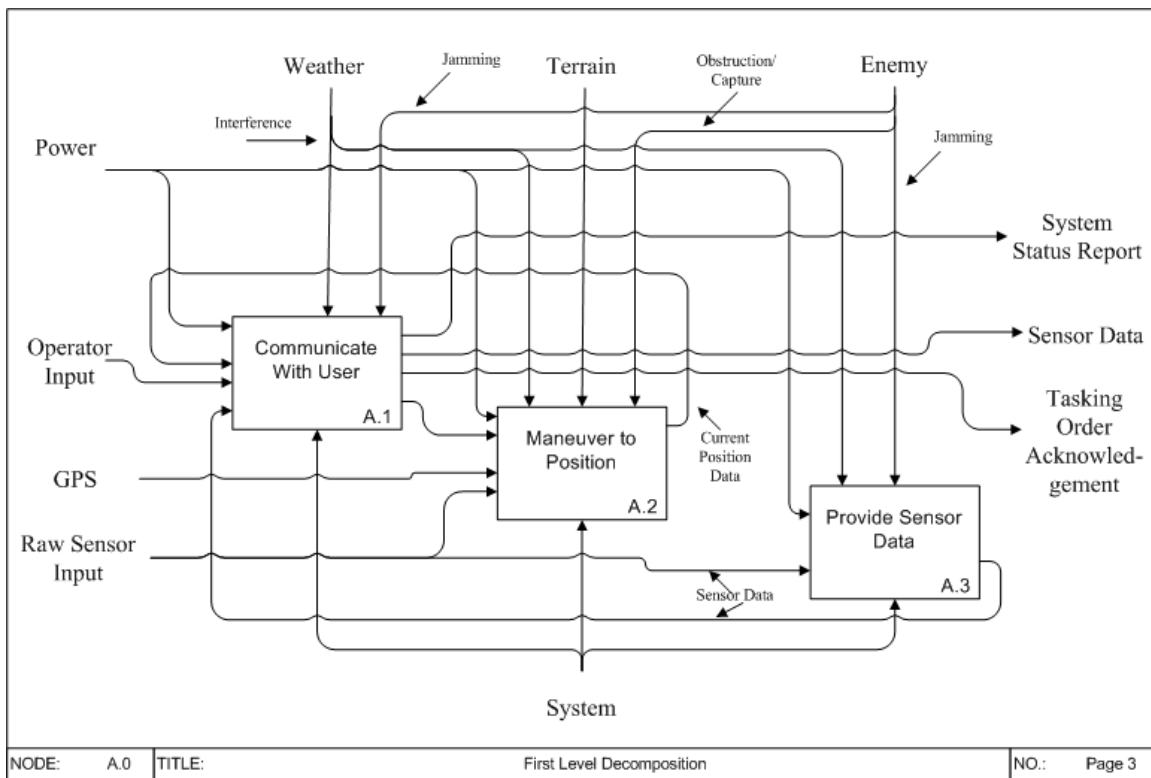 Weather
Jamming
Terrain
Obstruction/
Capture
Enemy
Interference
Power
Jamming
System
Status Report
Operator
Input
Communicate
With User
A.1
Sensor Data
Maneuver to
Position
A.2
Current
Position
Data
Tasking
Order
Acknowled-
gement
GPS
Provide Sensor
Data
A.3
Raw Sensor
Input
Sensor Data
System
NODE: A.0 TITLE: First Level Decomposition NO.: Page 3